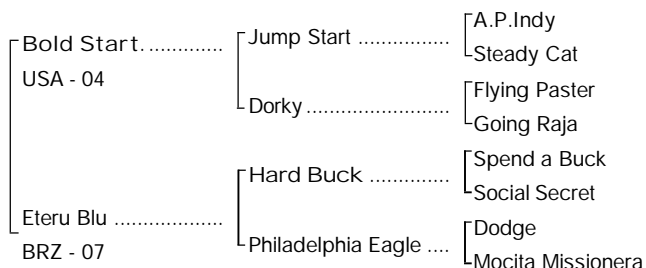 A.P.Indy
Jump Start ................
Bold Start. ............. Steady Cat
USA - 04
Flying Paster
Dorky .........................
Going Raja
Spend a Buck
Hard Buck ..............
Social Secret
Eteru Blu ...................
Dodge
BRZ - 07
Philadelphia Eagle ....
Mocita Missionera